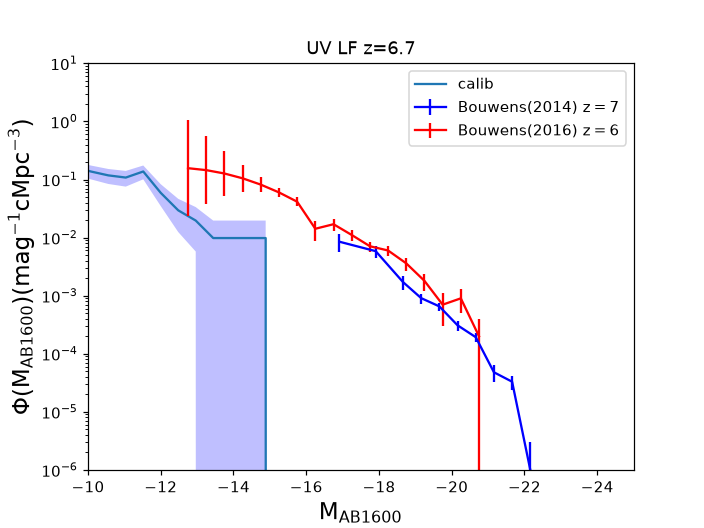 UV LF z=6.7
Φ(M_AB1600)(mag⁻¹cMpc⁻³)
10¹
10⁰
10⁻¹
10⁻²
10⁻³
10⁻⁴
10⁻⁵
10⁻⁶
calib
Bouwens(2014) z = 7
Bouwens(2016) z = 6
−10
−12
−14
−16
−18
−20
−22
−24
M_AB1600